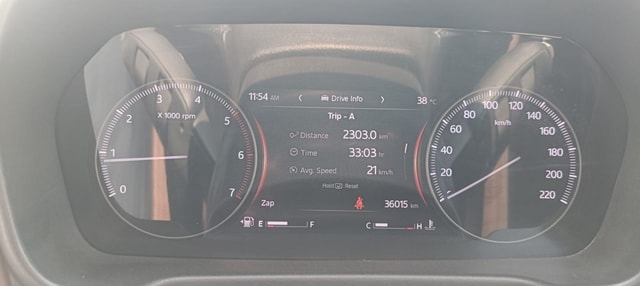 11:54 AM < Drive Info > 38 °C
Trip - A
Distance 2303.0 km
Time 33:03 hr
Avg. Speed 21 km/h
Hold Reset
Zap 36015 km
E F C H
0 1 2 3 4 5 6 7
X 1000 rpm
20 40 60 80 100 120 140 160 180 200 220
km/h